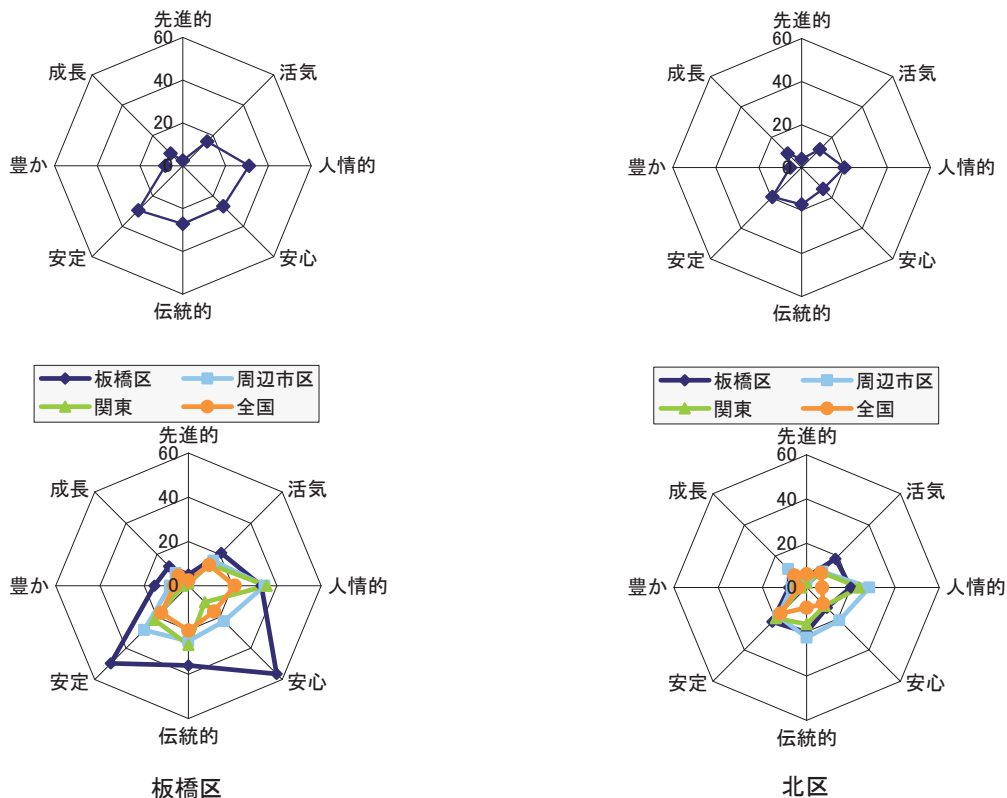 先進的
60
成長
活気
40
20
豊か
0
人情的
安定
安心
伝統的
先進的
60
成長
活気
40
20
豊か
0
人情的
安定
安心
伝統的
板橋区 周辺市区
関東 全国
先進的
60
成長
活気
40
20
豊か
0
人情的
安定
安心
伝統的
板橋区
板橋区 周辺市区
関東 全国
先進的
60
成長
活気
40
20
豊か
0
人情的
安定
安心
伝統的
北区